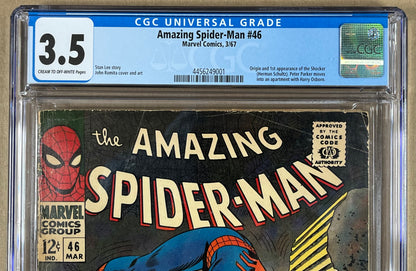 CGC UNIVERSAL GRADE
Amazing Spider-Man #46
Marvel Comics, 3/67
3.5
CREAM TO OFF-WHITE Pages
Stan Lee story
John Romita cover and art
4456249001
Origin and 1st appearance of the Shocker
(Herman Schultz). Peter Parker moves
into an apartment with Harry Osborn.
CGC
the AMAZING
SPIDER-MAN
APPROVED
BY THE
COMICS
CODE
AUTHORITY
MARVEL
COMICS
GROUP
12¢
IND.
46
MAR